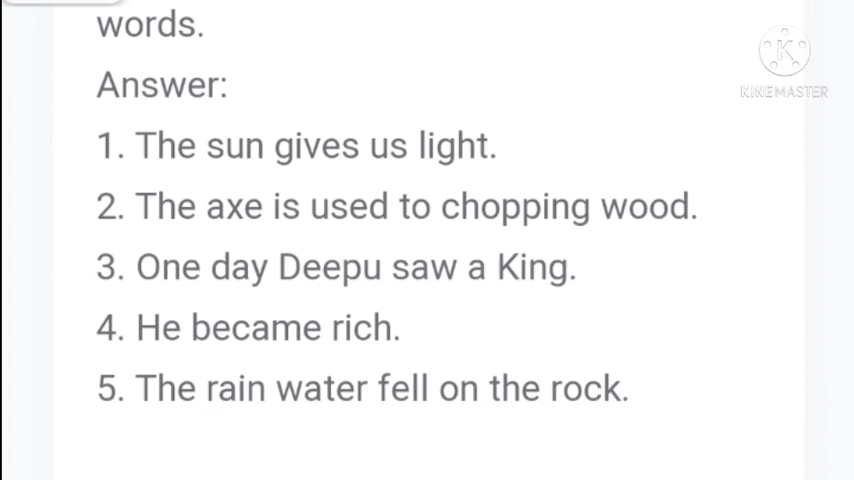 words.
Answer:
1. The sun gives us light.
2. The axe is used to chopping wood.
3. One day Deepu saw a King.
4. He became rich.
5. The rain water fell on the rock.
K
KINEMASTER